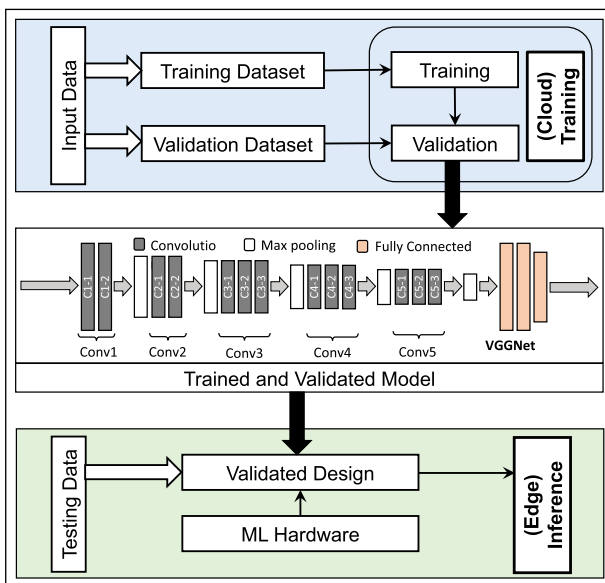 Input Data
Training Dataset
Training
(Cloud)
Training
Validation Dataset
Validation
Convolutio
Max pooling
Fully Connected
C1-1
C1-2
C2-1
C2-2
C3-1
C3-2
C3-3
C4-1
C4-2
C4-3
C5-1
C5-2
C5-3
Conv1
Conv2
Conv3
Conv4
Conv5
VGGNet
Trained and Validated Model
Testing Data
Validated Design
(Edge)
Inference
ML Hardware